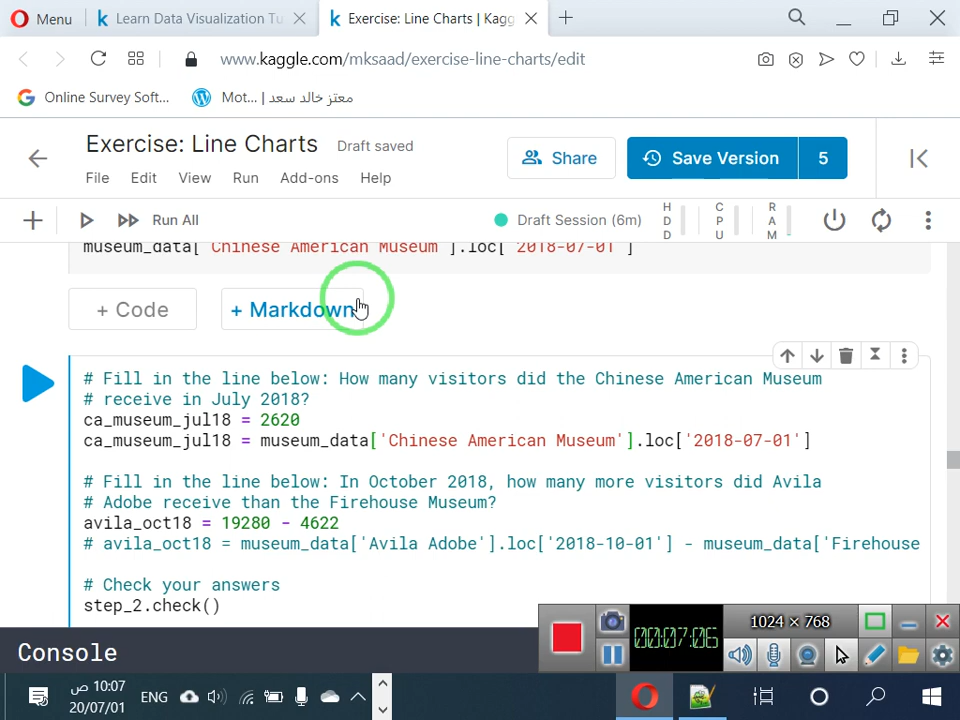 Menu
Learn Data Visualization Tu
Exercise: Line Charts | Kagg
www.kaggle.com/mksaad/exercise-line-charts/edit
Online Survey Soft...
Mot... | معتز خالد سعد
Exercise: Line Charts
Draft saved
Share
Save Version
5
File
Edit
View
Run
Add-ons
Help
Run All
Draft Session (6m)
HDD
CPU
RAM
museum_data['Chinese American Museum'].loc['2018-07-01']
+ Code
+ Markdown
# Fill in the line below: How many visitors did the Chinese American Museum
# receive in July 2018?
ca_museum_jul18 = 2620
ca_museum_jul18 = museum_data['Chinese American Museum'].loc['2018-07-01']
# Fill in the line below: In October 2018, how many more visitors did Avila
# Adobe receive than the Firehouse Museum?
avila_oct18 = 19280 - 4622
# avila_oct18 = museum_data['Avila Adobe'].loc['2018-10-01'] - museum_data['Firehouse
# Check your answers
step_2.check()
1024 × 768
00:07:06
Console
10:07 ص
20/07/01
ENG